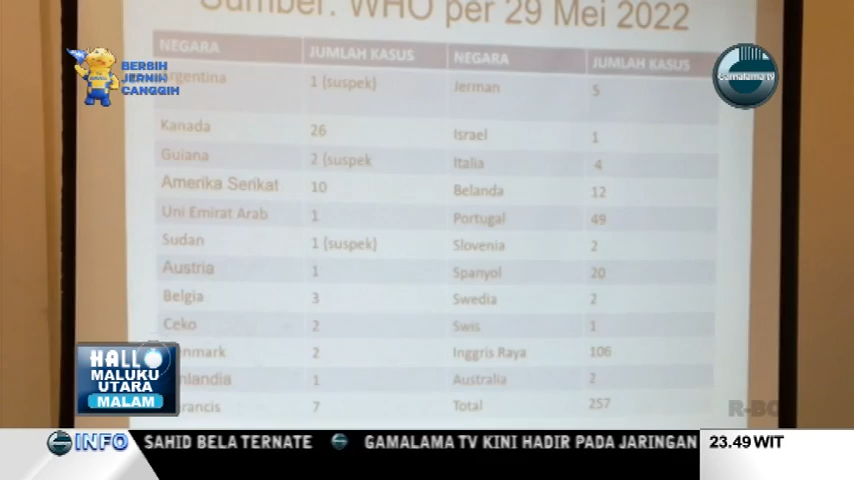 Sumber: WHO per 29 Mei 2022
NEGARA JUMLAH KASUS NEGARA JUMLAH KASUS
rgentina 1 (suspek) Jerman 5
Kanada 26 Israel 1
Guiana 2 (suspek Italia 4
Amerika Serikat 10 Belanda 12
Uni Emirat Arab 1 Portugal 49
Sudan 1 (suspek) Slovenia 2
Austria 1 Spanyol 20
Belgia 3 Swedia 2
Ceko 2 Swis 1
nmark 2 Inggris Raya 106
nlandia 1 Australia 2
rancis 7 Total 257
BERSIH
JERNIH
CANGGIH
Gamalama tv
HALLO
MALUKU
UTARA
MALAM
R-BO
INFO SAHID BELA TERNATE GAMALAMA TV KINI HADIR PADA JARINGAN 23.49 WIT